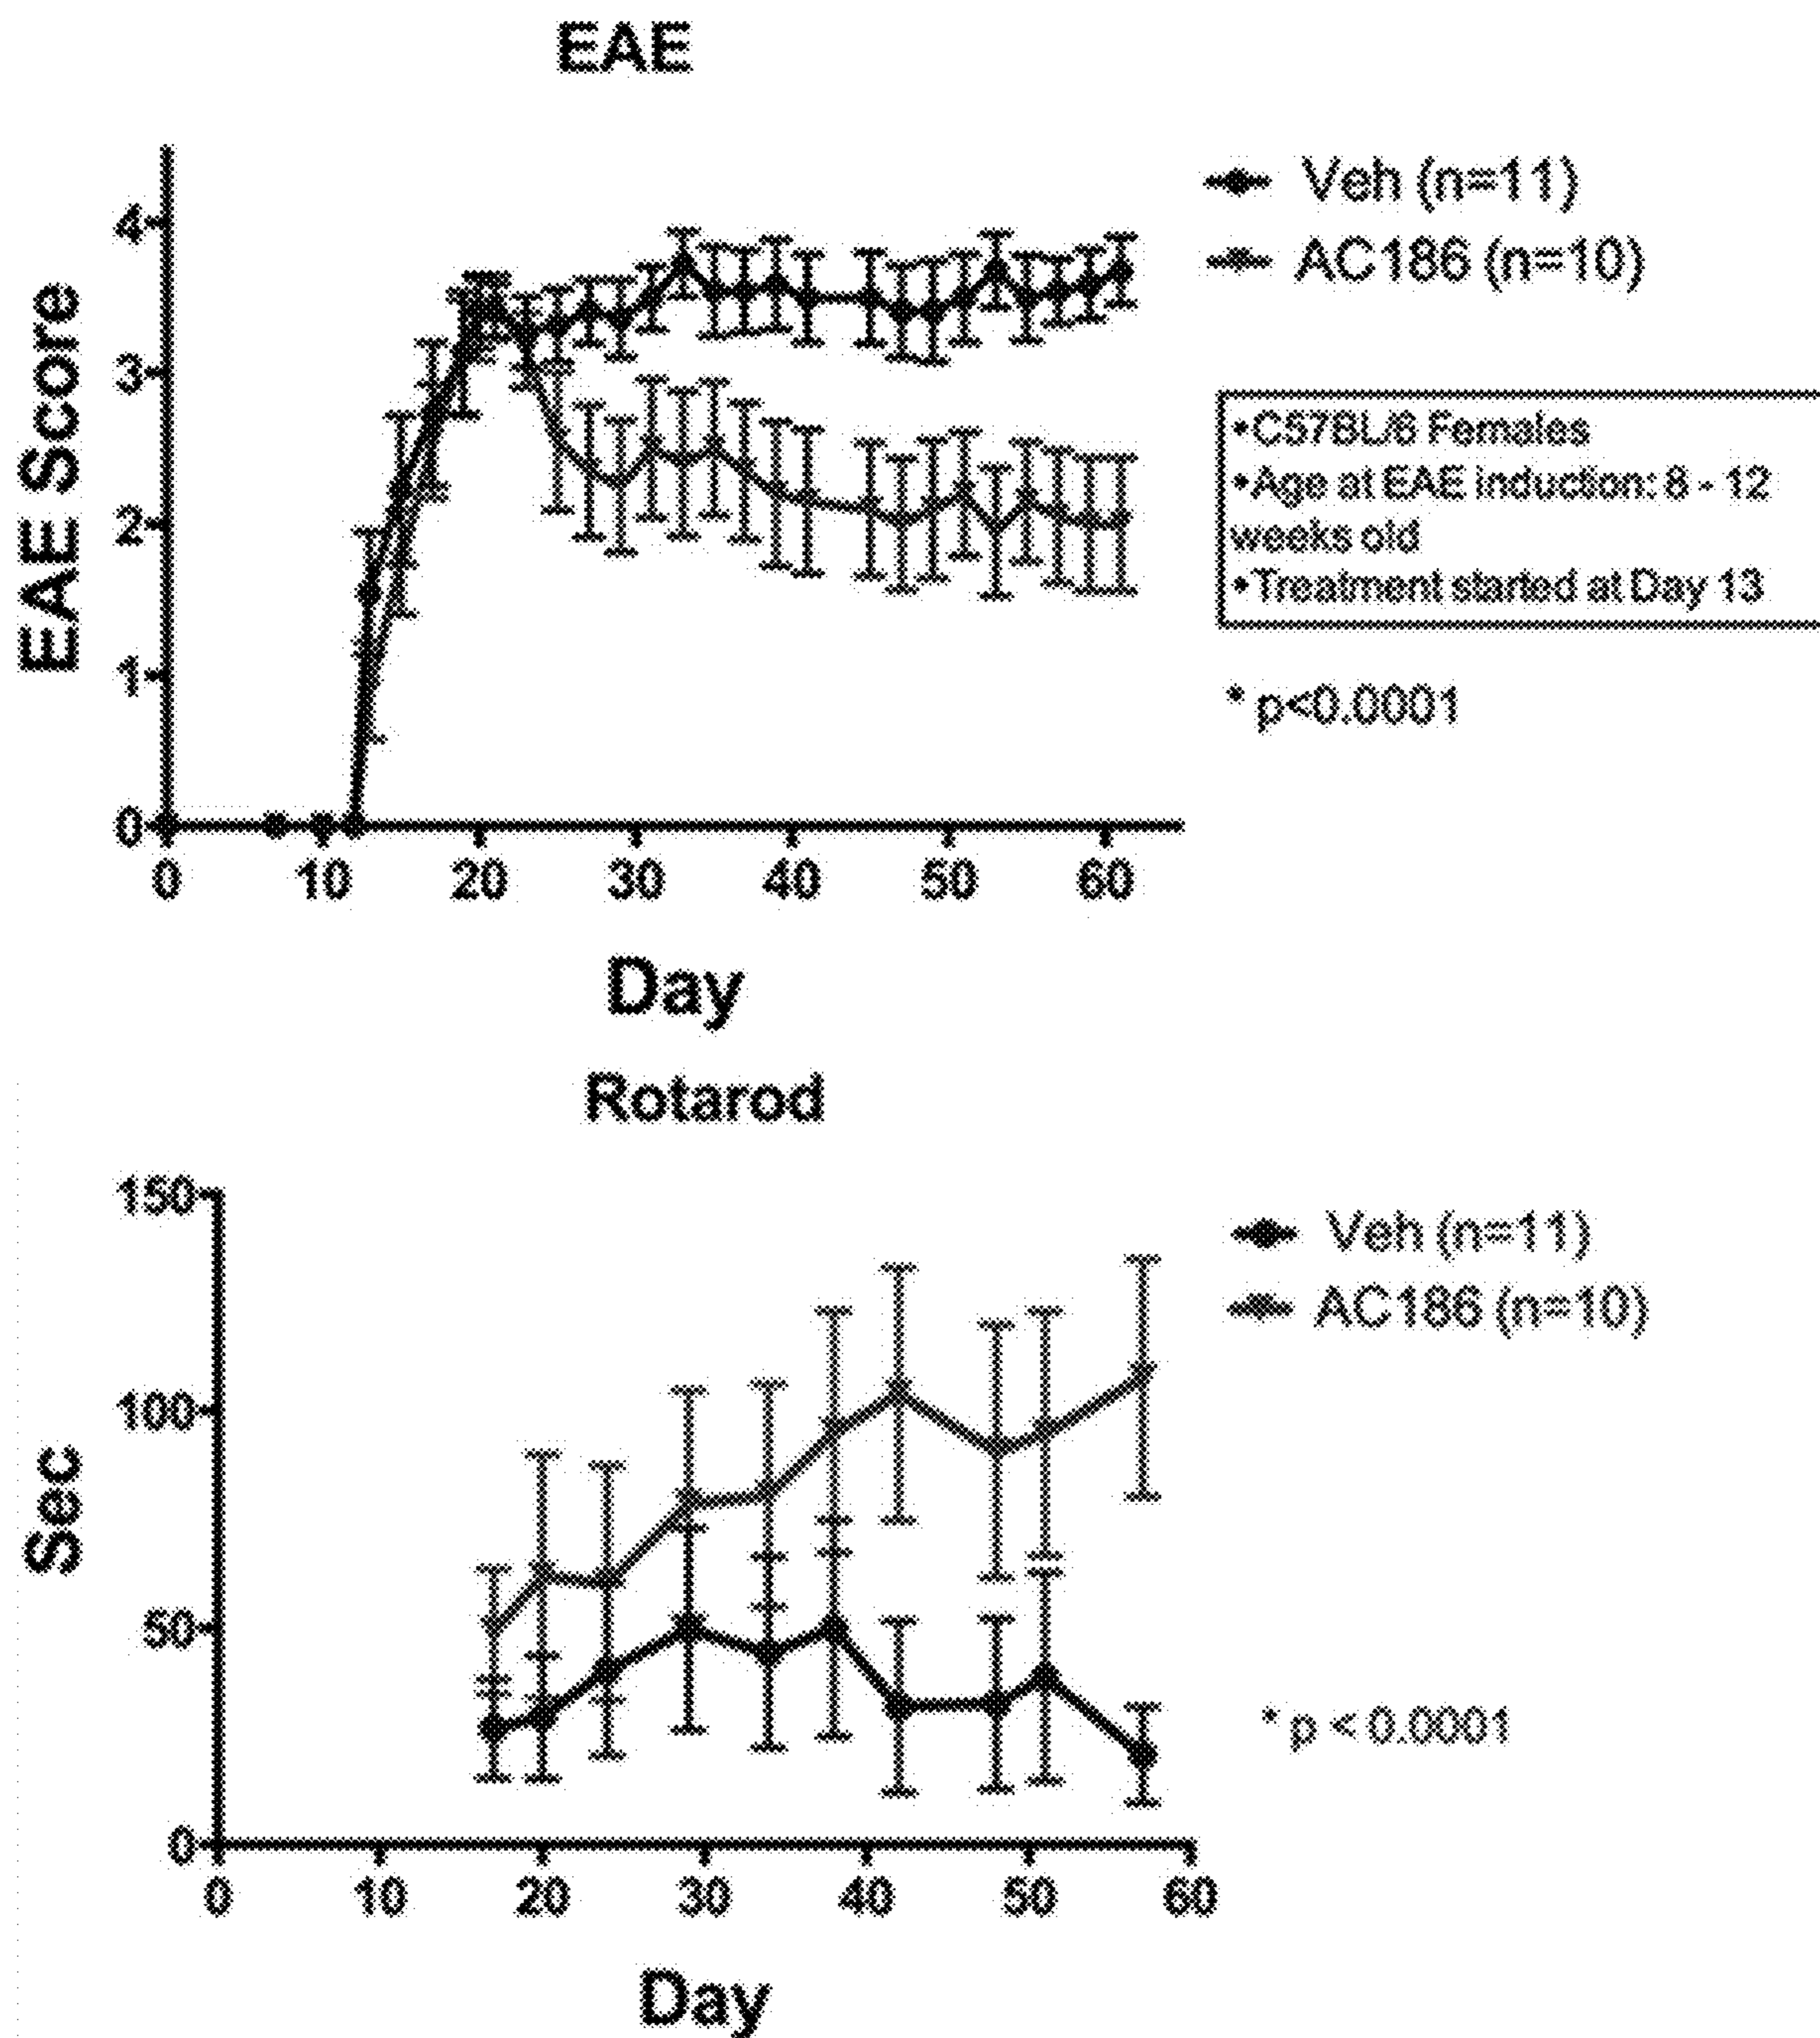 EAE
Veh (n=11)
AC186 (n=10)
•C57BL/6 Females
•Age at EAE induction: 8 - 12
weeks old
•Treatment started at Day 13
* p<0.0001
EAE Score
4
3
2
1
0
0 10 20 30 40 50 60
Day
Rotarod
Veh (n=11)
AC186 (n=10)
* p < 0.0001
Sec
150
100
50
0
0 10 20 30 40 50 60
Day